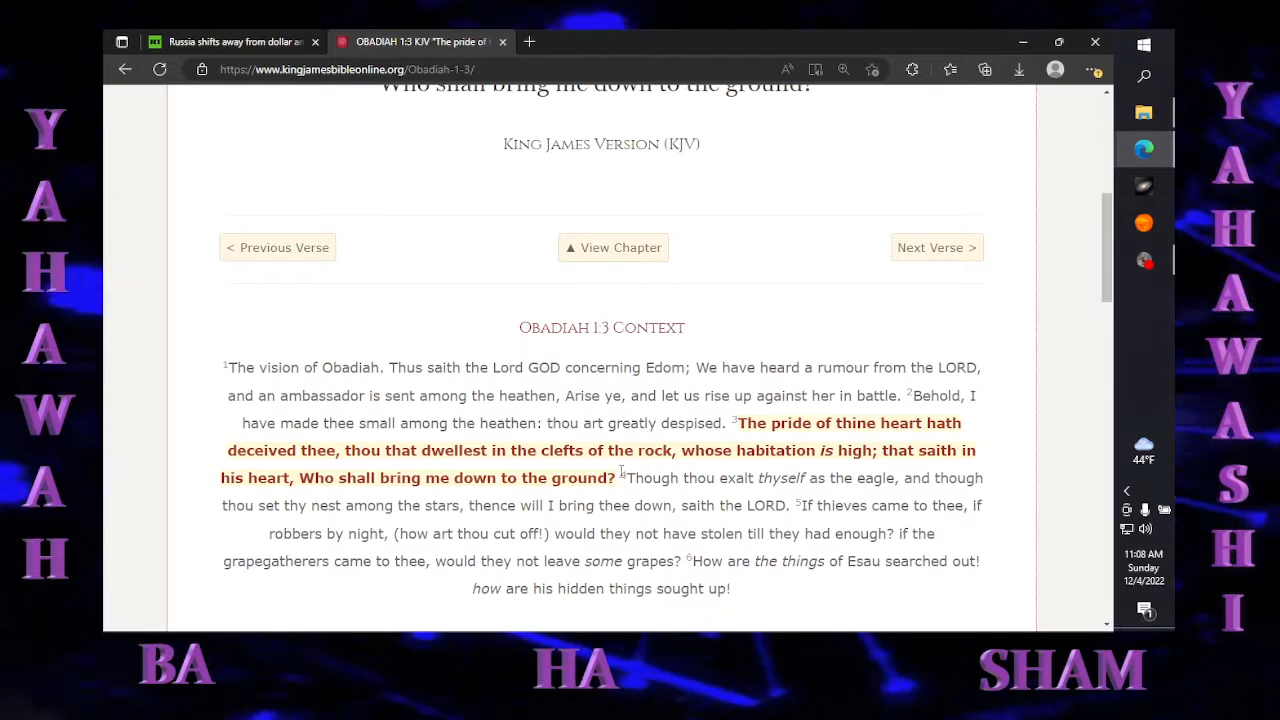 Russia shifts away from dollar an
OBADIAH 1:3 KJV "The pride of t
https://www.kingjamesbibleonline.org/Obadiah-1-3/
Who shall bring me down to the ground?
King James Version (KJV)
< Previous Verse
▲ View Chapter
Next Verse >
Obadiah 1:3 Context
1The vision of Obadiah. Thus saith the Lord GOD concerning Edom; We have heard a rumour from the LORD,
and an ambassador is sent among the heathen, Arise ye, and let us rise up against her in battle. 2Behold, I
have made thee small among the heathen: thou art greatly despised. 3The pride of thine heart hath
deceived thee, thou that dwellest in the clefts of the rock, whose habitation is high; that saith in
his heart, Who shall bring me down to the ground? 4Though thou exalt thyself as the eagle, and though
thou set thy nest among the stars, thence will I bring thee down, saith the LORD. 5If thieves came to thee, if
robbers by night, (how art thou cut off!) would they not have stolen till they had enough? if the
grapegatherers came to thee, would they not leave some grapes? 6How are the things of Esau searched out!
how are his hidden things sought up!
44°F
11:08 AM
Sunday
12/4/2022
1
YAHAWAH
YAHAWASHI
BA
HA
SHAM